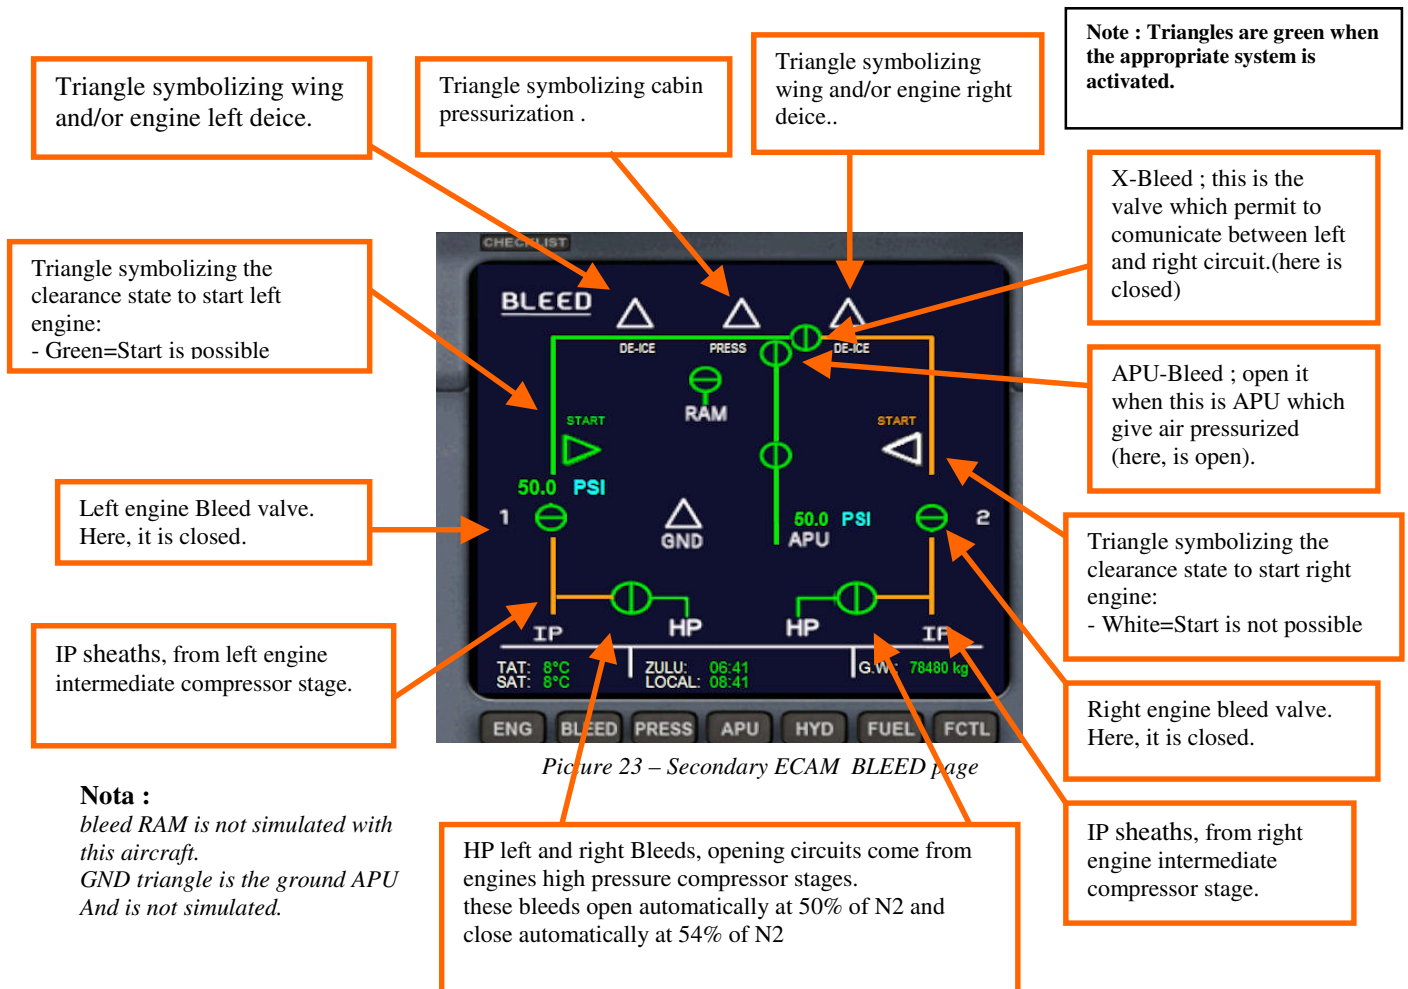 Note : Triangles are green when
the appropriate system is
activated.
Triangle symbolizing wing
and/or engine left deice.
Triangle symbolizing cabin
pressurization .
Triangle symbolizing
wing and/or engine right
deice..
X-Bleed ; this is the
valve which permit to
comunicate between left
and right circuit.(here is
closed)
Triangle symbolizing the
clearance state to start left
engine:
- Green=Start is possible
APU-Bleed ; open it
when this is APU which
give air pressurized
(here, is open).
Left engine Bleed valve.
Here, it is closed.
Triangle symbolizing the
clearance state to start right
engine:
- White=Start is not possible
IP sheaths, from left engine
intermediate compressor stage.
Right engine bleed valve.
Here, it is closed.
IP sheaths, from right
engine intermediate
compressor stage.
CHECKLIST
BLEED
DE-ICE PRESS DE-ICE
RAM
START START
50.0 PSI
1 GND 50.0 PSI 2
APU
IP HP HP IP
TAT: 8°C ZULU: 06:41 G.W.: 78480 kg
SAT: 8°C LOCAL: 08:41
ENG BLEED PRESS APU HYD FUEL FCTL
Picture 23 – Secondary ECAM BLEED page
Nota :
bleed RAM is not simulated with
this aircraft.
GND triangle is the ground APU
And is not simulated.
HP left and right Bleeds, opening circuits come from
engines high pressure compressor stages.
these bleeds open automatically at 50% of N2 and
close automatically at 54% of N2